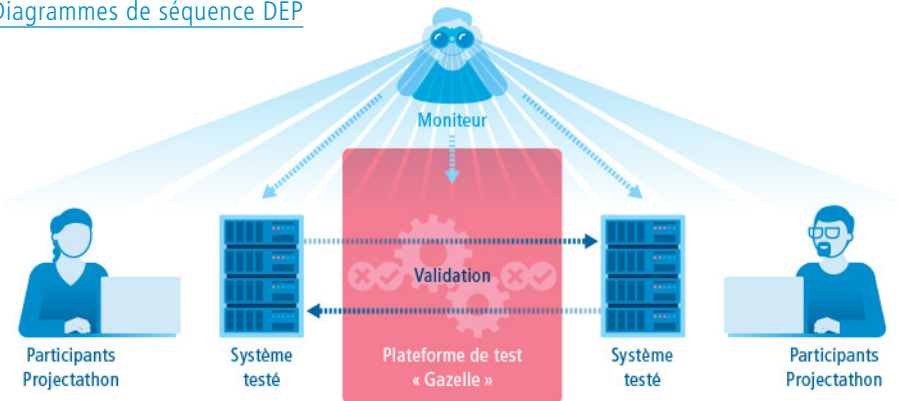 Diagrammes de séquence DEP
Moniteur
Validation
Participants
Projectathon
Système
testé
Plateforme de test
« Gazelle »
Système
testé
Participants
Projectathon